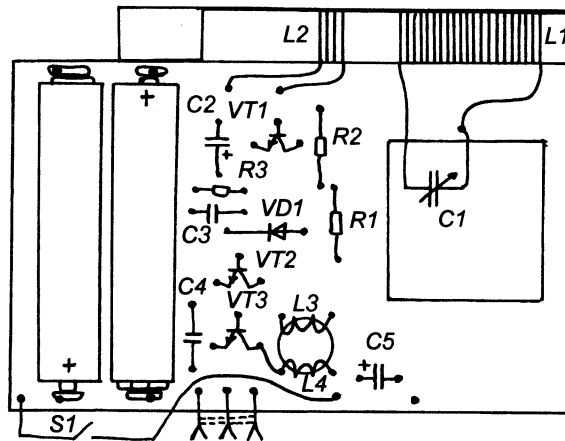 L2
L1
C2
VT1
+
+
R2
R3
C3
VD1
R1
C1
VT2
C4
VT3
L3
L4
C5
+
+
S1